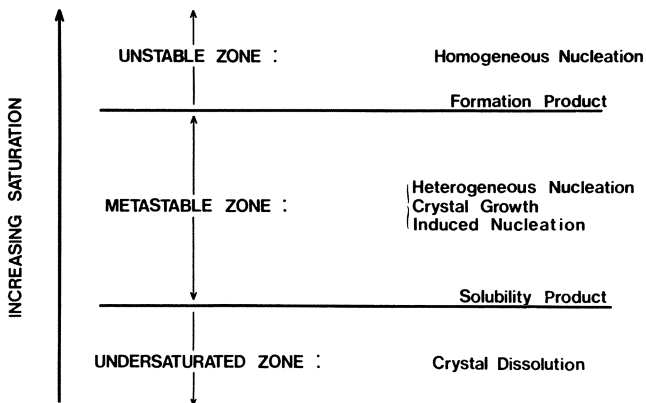 INCREASING SATURATION
UNSTABLE ZONE : Homogeneous Nucleation
Formation Product
METASTABLE ZONE :
Heterogeneous Nucleation
Crystal Growth
Induced Nucleation
Solubility Product
UNDERSATURATED ZONE : Crystal Dissolution